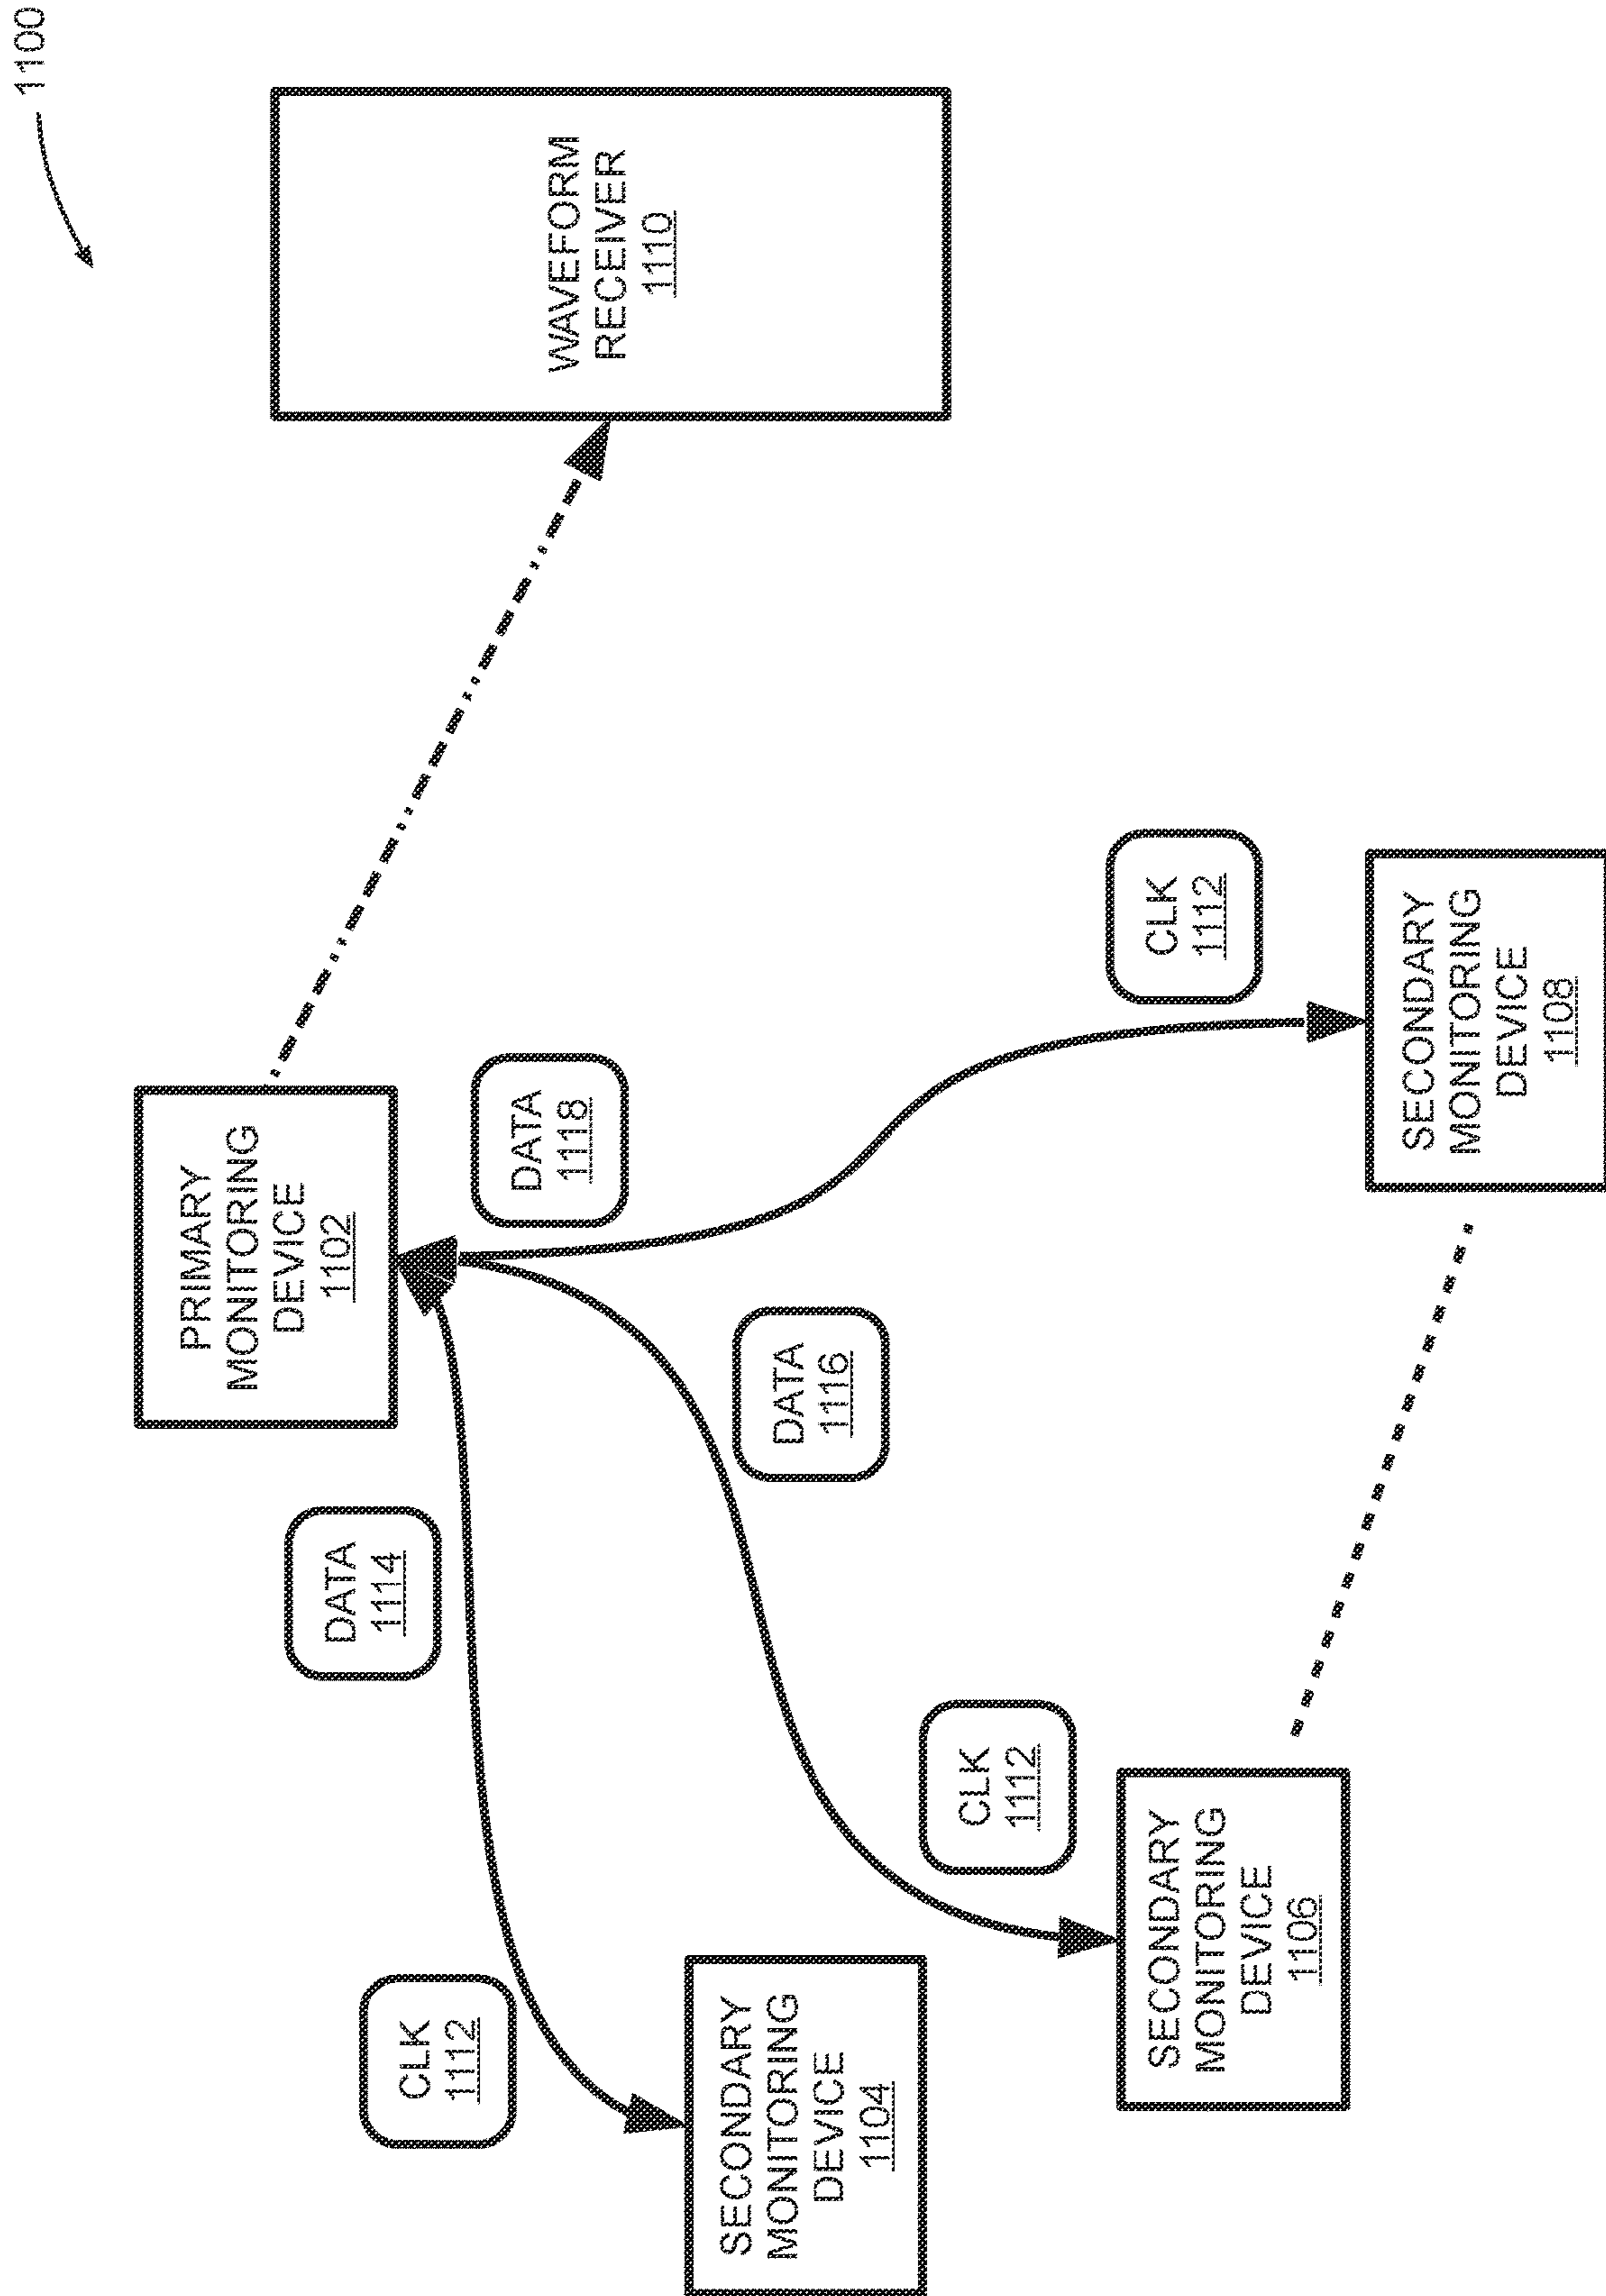 1100
PRIMARY
MONITORING
DEVICE
1102
WAVEFORM
RECEIVER
1110
DATA
1114
DATA
1118
CLK
1112
DATA
1116
SECONDARY
MONITORING
DEVICE
1104
CLK
1112
CLK
1112
SECONDARY
MONITORING
DEVICE
1106
SECONDARY
MONITORING
DEVICE
1108